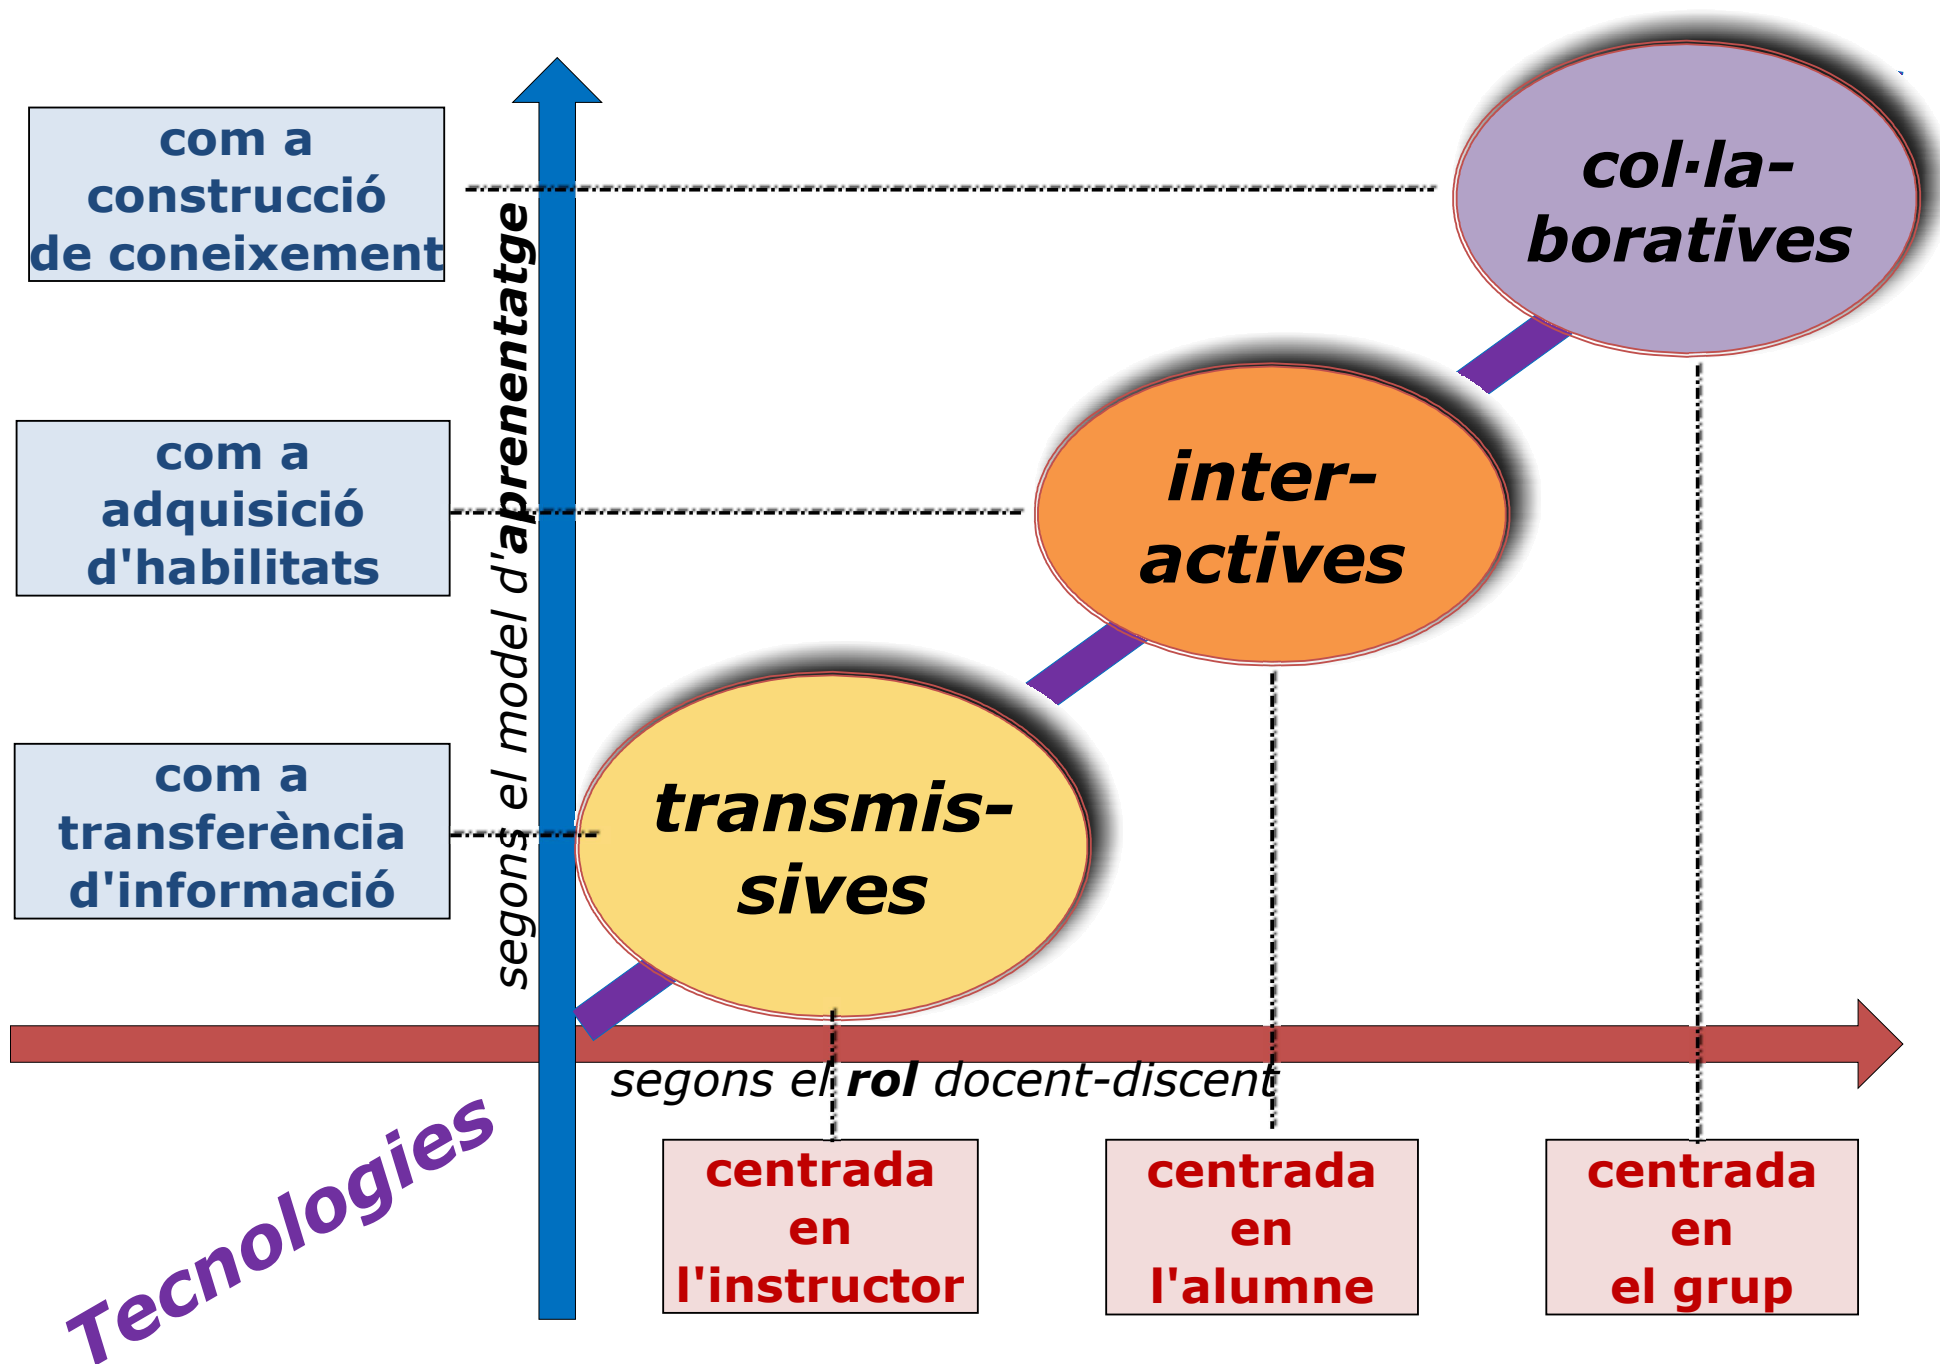 com a
construcció
de coneixement
col·la-
boratives
segons el model d'aprenentatge
com a
adquisició
d'habilitats
inter-
actives
com a
transferència
d'informació
transmis-
sives
segons el rol docent-discent
Tecnologies
centrada
en
l'instructor
centrada
en
l'alumne
centrada
en
el grup